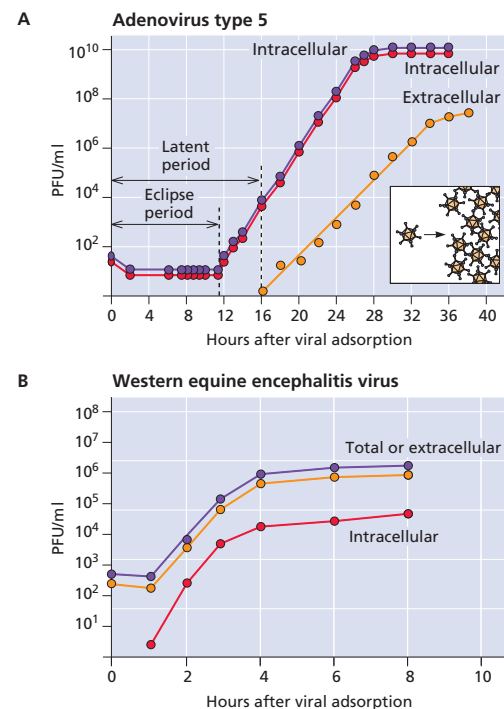 A Adenovirus type 5
10^10
10^8
10^6
10^4
10^2
PFU/ml
Intracellular
Intracellular
Extracellular
Latent
period
Eclipse
period
0 4 8 12 16 20 24 28 32 36 40
Hours after viral adsorption
B Western equine encephalitis virus
10^8
10^7
10^6
10^5
10^4
10^3
10^2
10^1
PFU/ml
Total or extracellular
Intracellular
0 2 4 6 8 10
Hours after viral adsorption